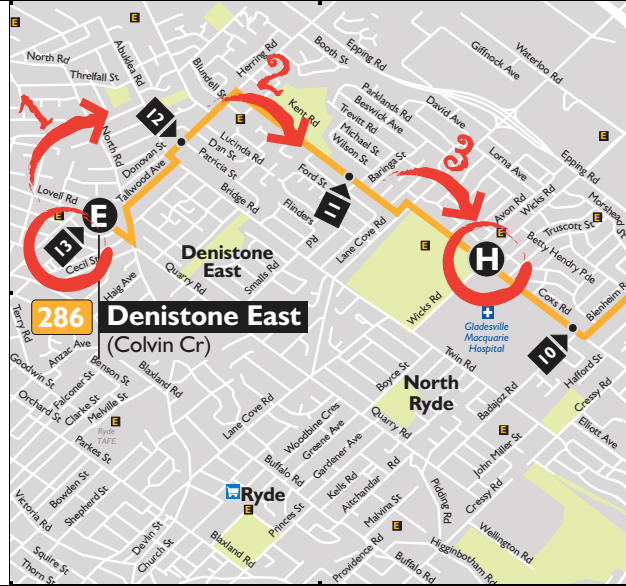 E
E
North Rd
Threlfall St
Abuklea Rd
Blundell St
Herring Rd
Booth St
Epping Rd
Giffnock Ave
Waterloo Rd
1
2
3
12
E
Kent Rd
Parklands Rd
Beswick Ave
Trevitt Rd
Michael St
Wilson St
David Ave
E
North Rd
Donovan St
Tallwood Ave
Lucinda Rd
Dan St
Patricia St
Bridge Rd
Ford St
Baringa St
Lorna Ave
Epping Rd
Lovell Rd
E
E
13
Cecil St
Flinders Rd
11
Lane Cove Rd
Avon Rd
Wicks Rd
Truscott St
Morshead
E
E
E
Betty Hendry Pde
Denistone
East
Smalls Rd
Quarry Rd
Haig Ave
H
Wicks Rd
Coxs Rd
Blenheim R
286
Denistone East
(Colvin Cr)
Gladesville
Macquarie
Hospital
10
Terry Rd
Anzac Ave
Goodwin St
Benson St
Falconer St
Orchard St
Clarke St
Melville St
Blaxland Rd
E
Ryde
TAFE
Lane Cove Rd
Boyce St
Twin Rd
North
Ryde
Badajoz Rd
Hafford St
Cressy Rd
Elliott Ave
Woodbine Cres
Greene Ave
Gardener Ave
Quarry Rd
E
John Miller St
Parkes St
Bowden St
Shepherd St
Victoria Rd
Buffalo Rd
Kells Rd
Aitchandar Rd
Malvina St
Pidding Rd
Cressy Rd
Ryde
E
Princes St
E
Wellington Rd
Squire St
Thorn St
Devlin St
Church St
Blaxland Rd
Providence Rd
Buffalo Rd
Higginbotham Rd